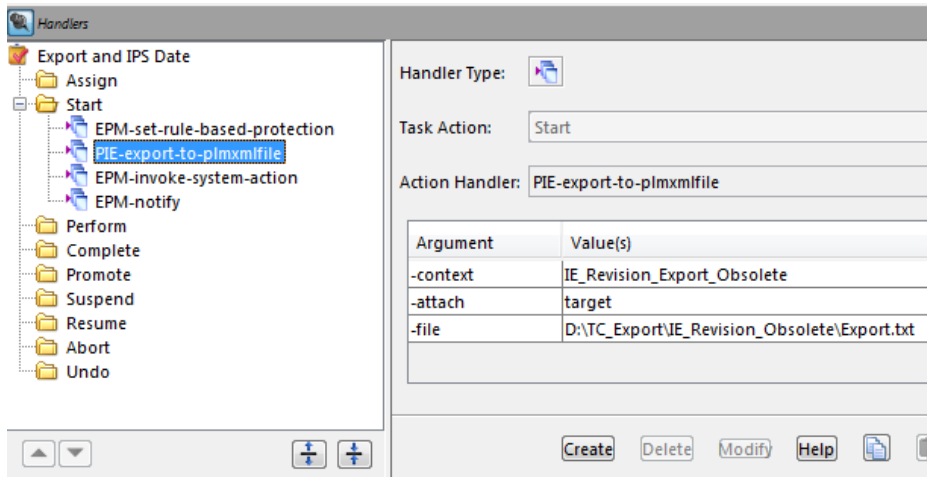 Handlers
Export and IPS Date
Assign
Start
EPM-set-rule-based-protection
PIE-export-to-plmxmlfile
EPM-invoke-system-action
EPM-notify
Perform
Complete
Promote
Suspend
Resume
Abort
Undo
Handler Type:
Task Action: Start
Action Handler: PIE-export-to-plmxmlfile
Argument Value(s)
-context IE_Revision_Export_Obsolete
-attach target
-file D:\TC_Export\IE_Revision_Obsolete\Export.txt
Create Delete Modify Help